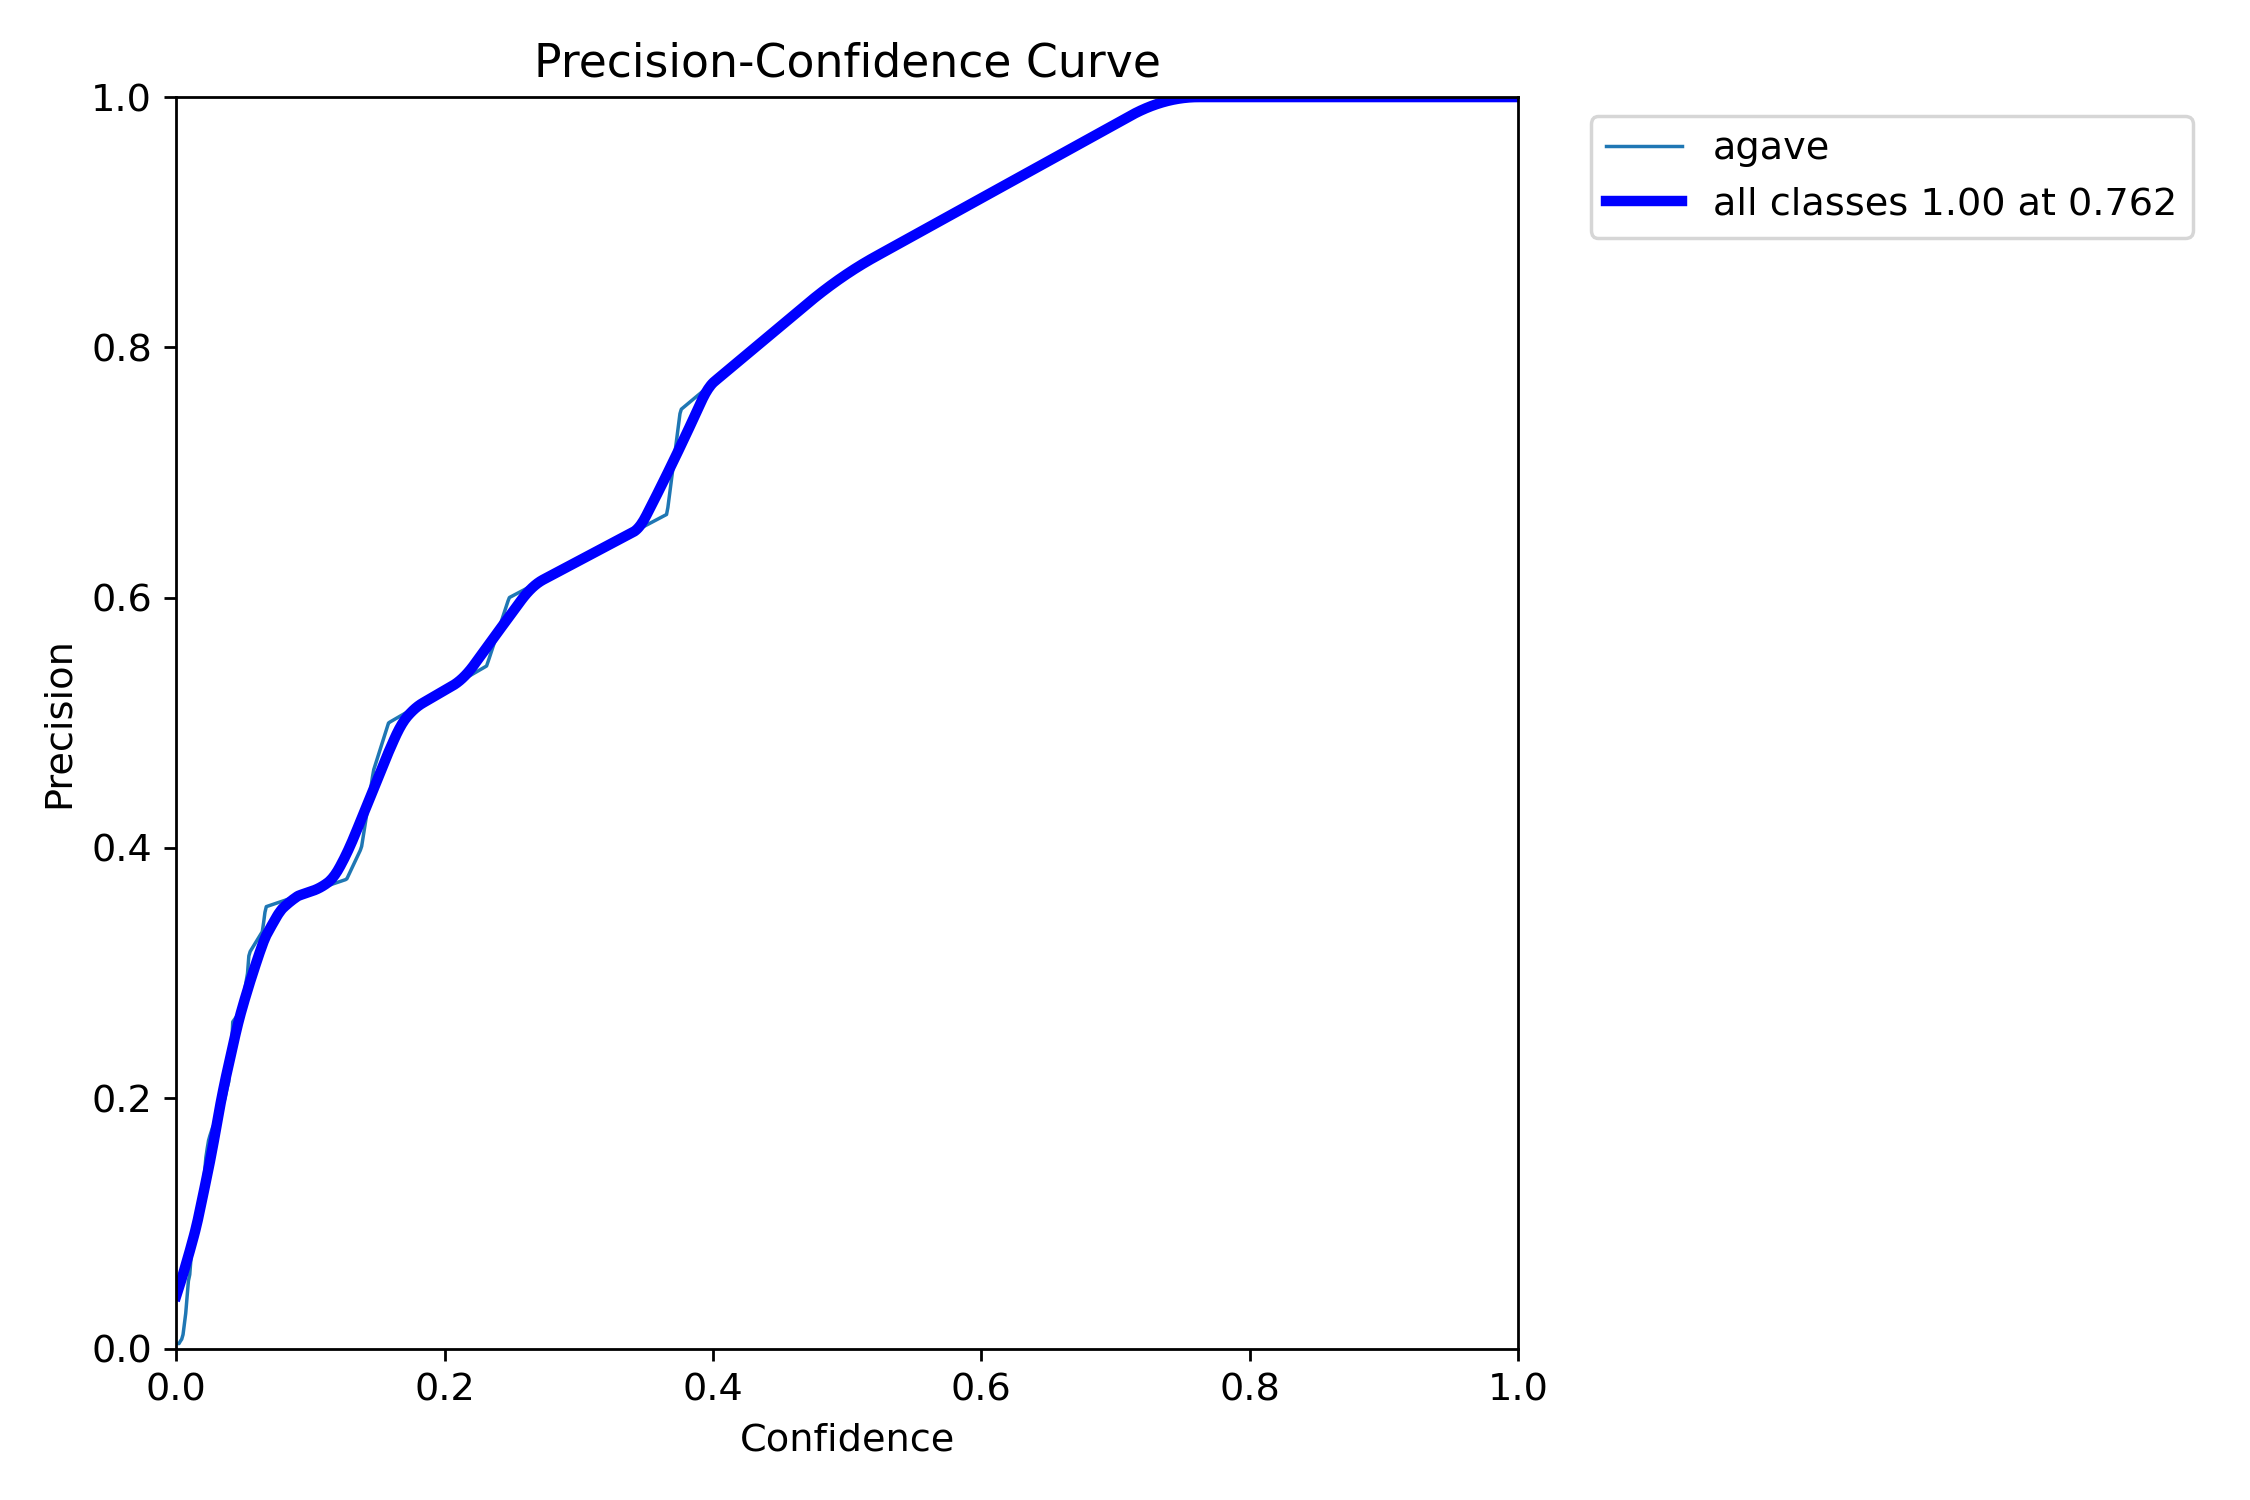 Precision-Confidence Curve
1.0
0.8
0.6
0.4
0.2
0.0
Precision
0.0 0.2 0.4 0.6 0.8 1.0
Confidence
agave
all classes 1.00 at 0.762